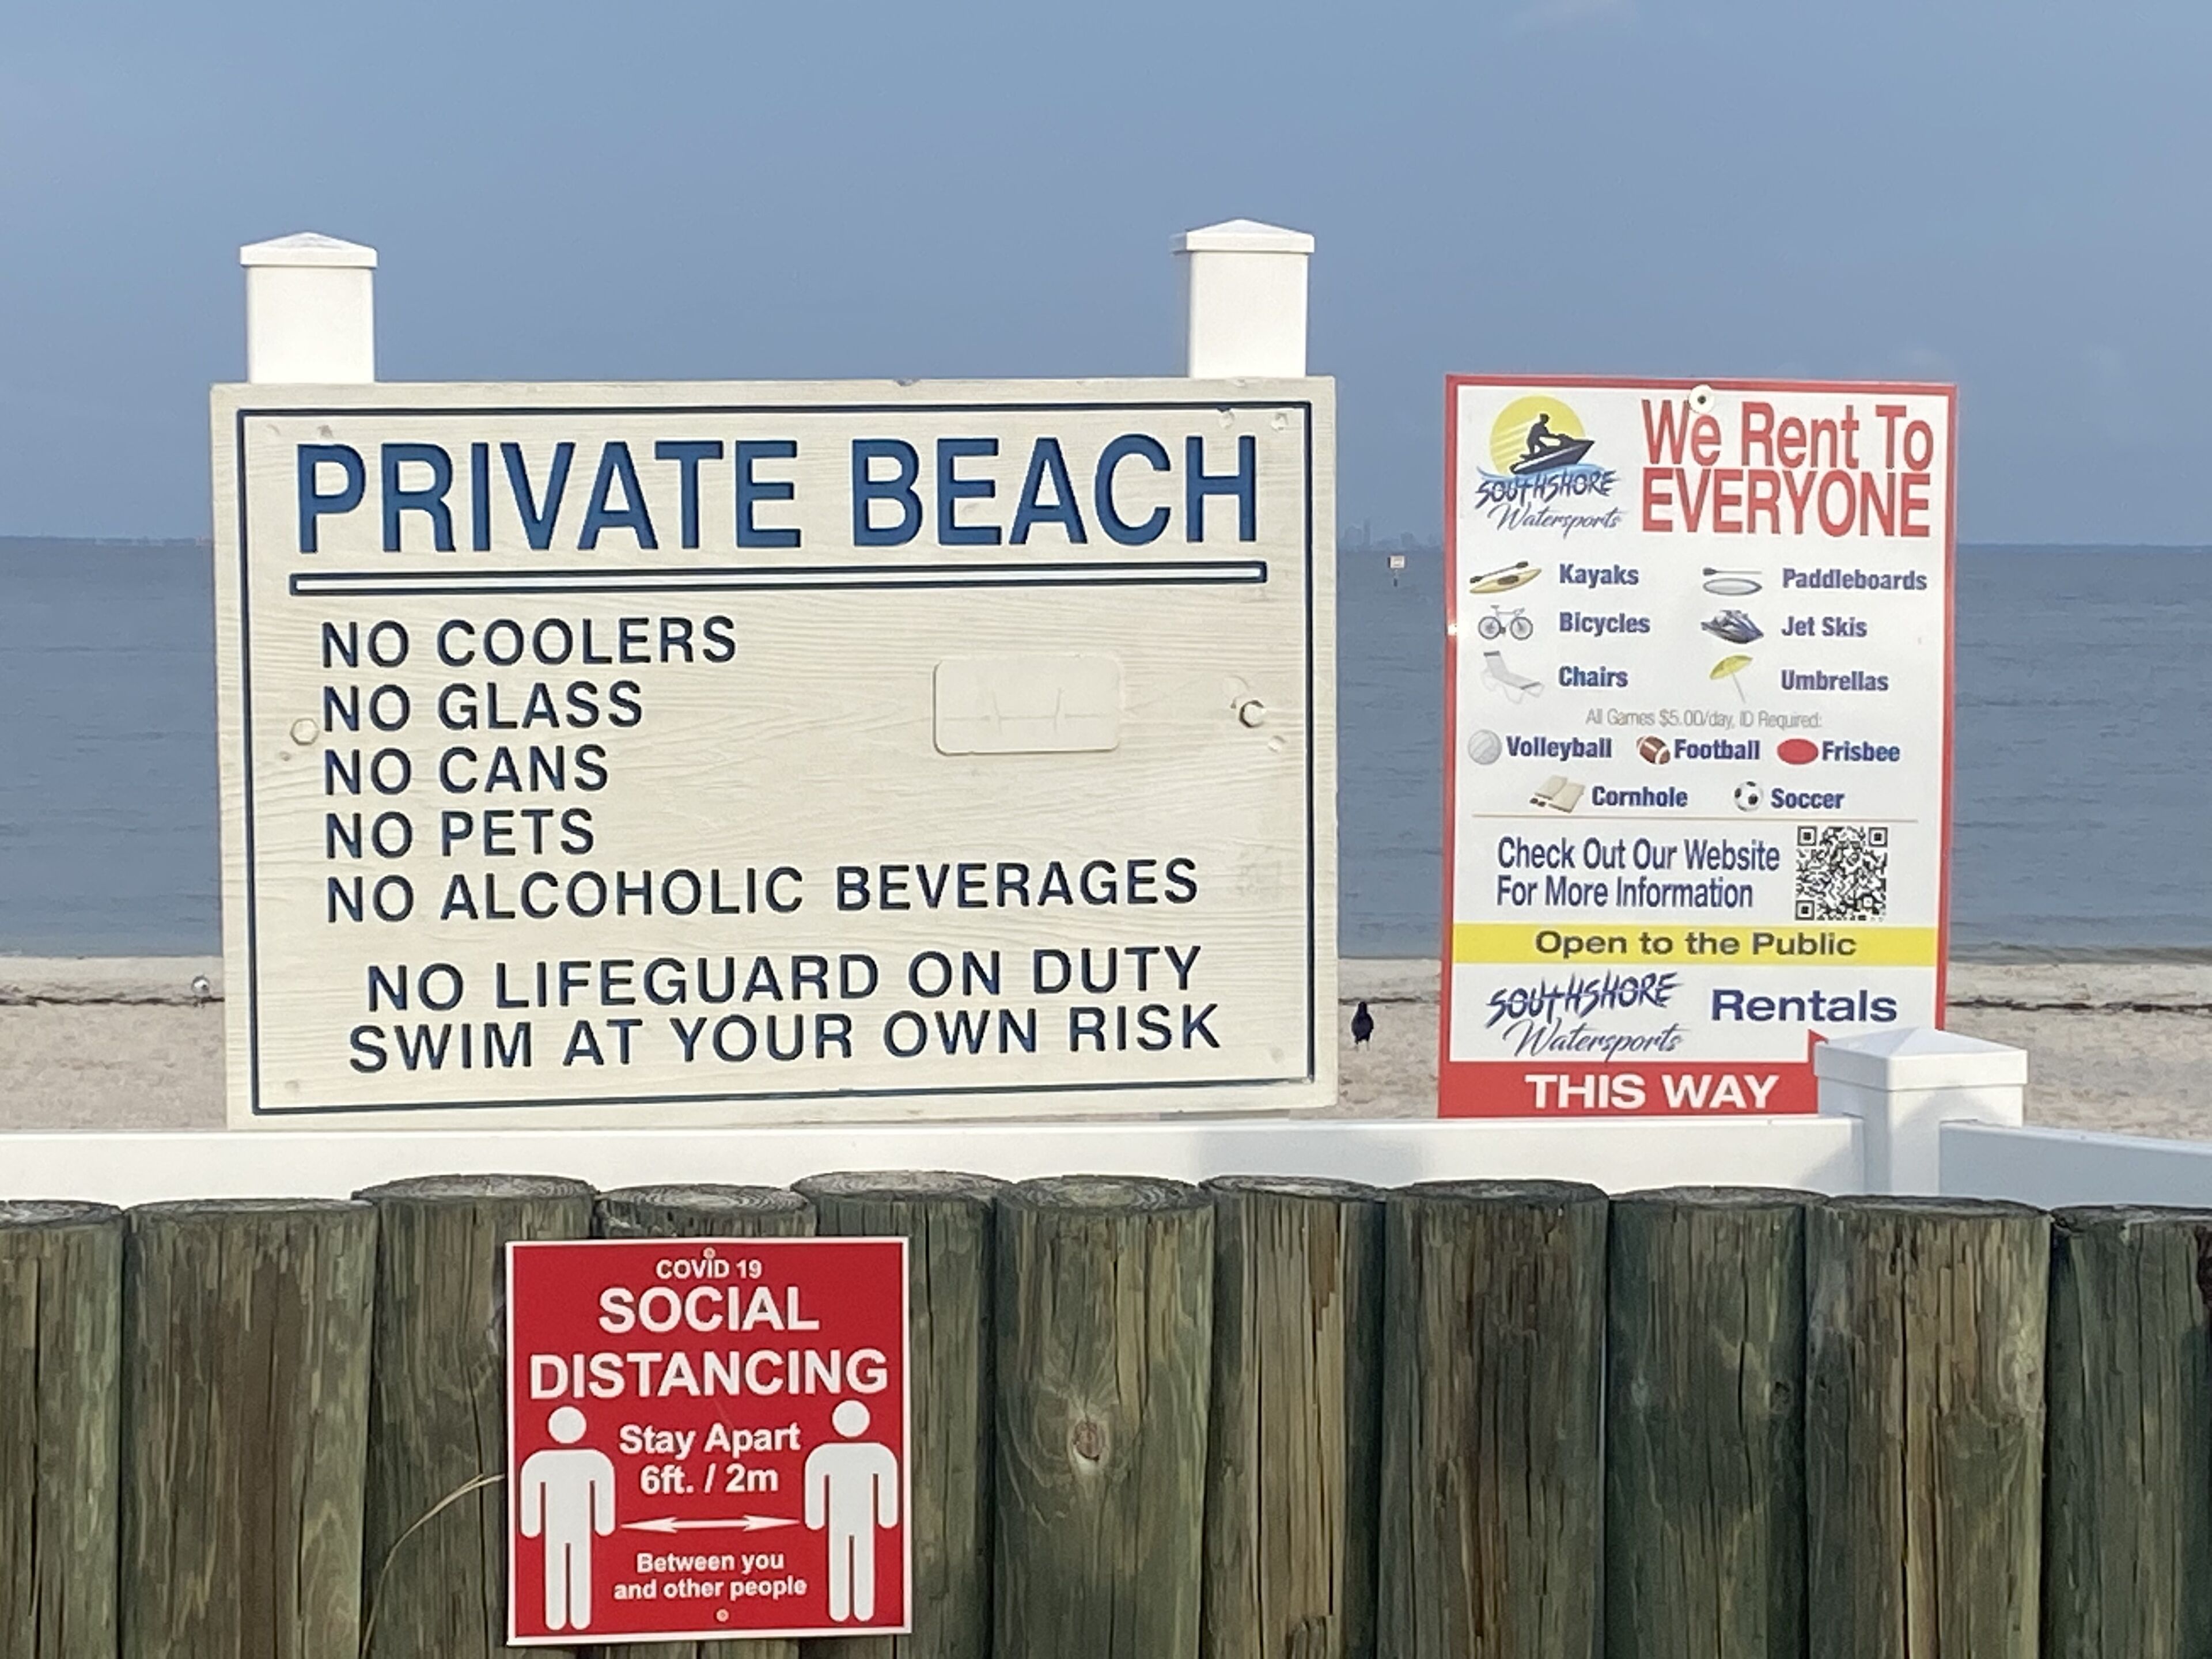 PRIVATE BEACH
NO COOLERS
NO GLASS
NO CANS
NO PETS
NO ALCOHOLIC BEVERAGES
NO LIFEGUARD ON DUTY
SWIM AT YOUR OWN RISK
SOUTHSHORE
Watersports
We Rent To
EVERYONE
Kayaks Paddleboards
Bicycles Jet Skis
Chairs Umbrellas
All Games $5.00/day, ID Required:
Volleyball Football Frisbee
Cornhole Soccer
Check Out Our Website
For More Information
Open to the Public
SOUTHSHORE
Watersports
Rentals
THIS WAY
COVID 19
SOCIAL
DISTANCING
Stay Apart
6ft. / 2m
Between you
and other people